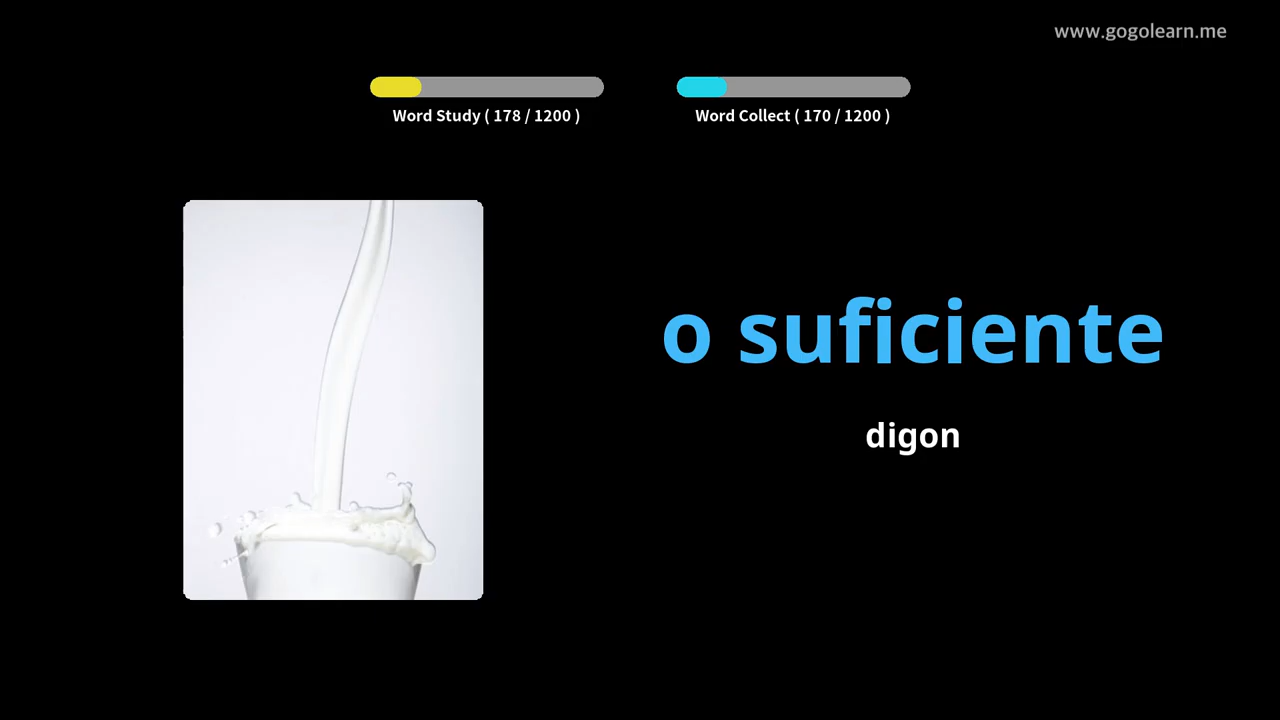 www.gogolearn.me
Word Study ( 178 / 1200 )
Word Collect ( 170 / 1200 )
o suficiente
digon